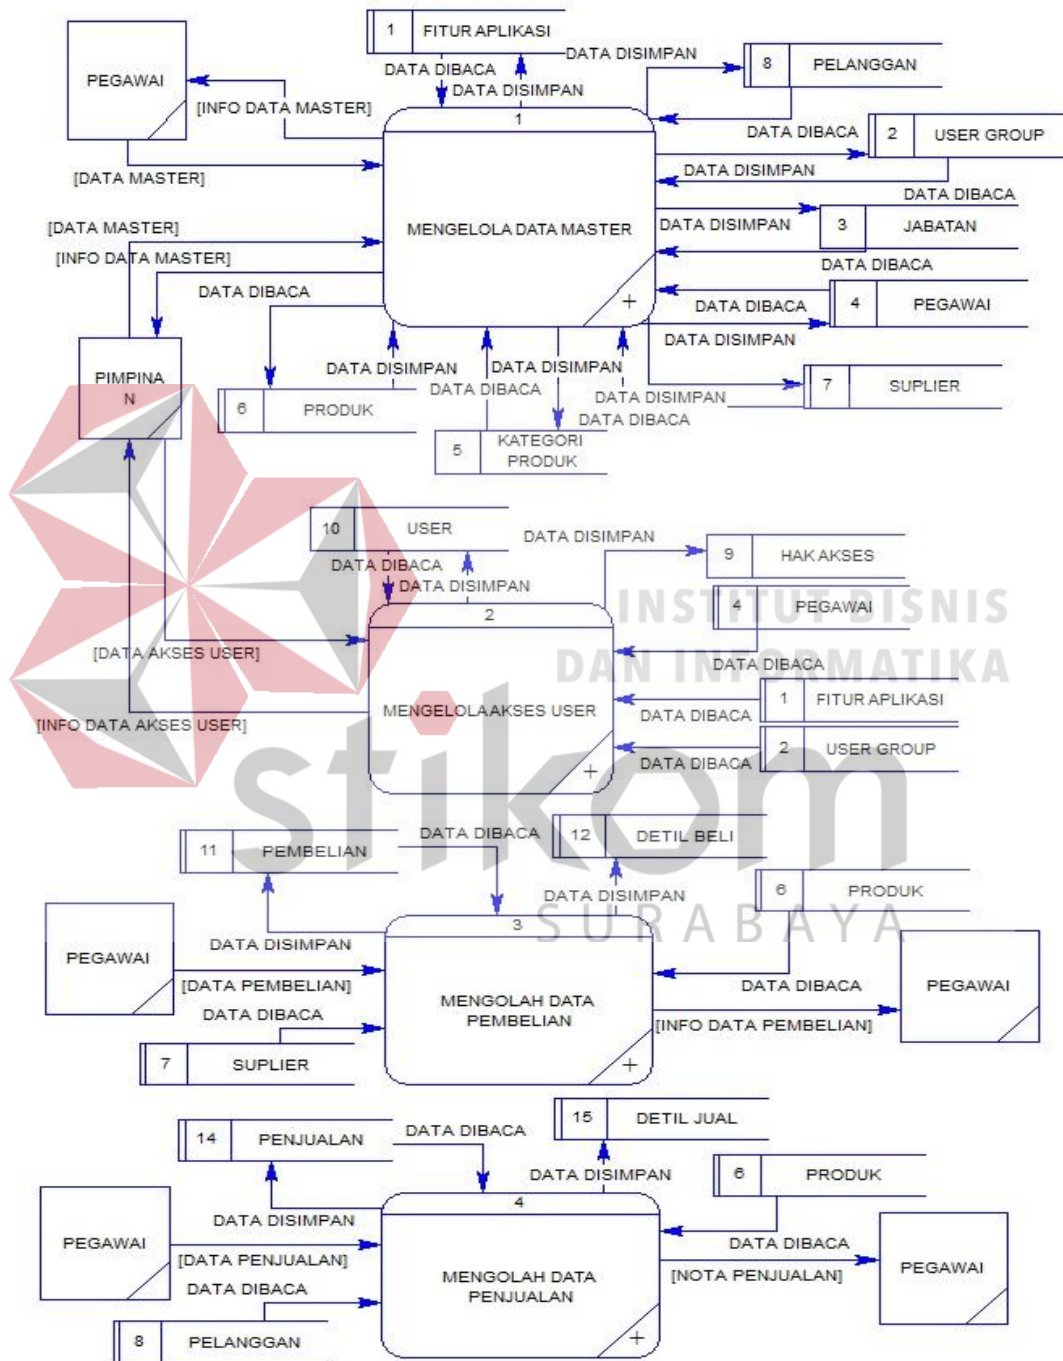 1 FITUR APLIKASI
DATA DISIMPAN
8 PELANGGAN
PEGAWAI
DATA DIBACA
DATA DISIMPAN
[INFO DATA MASTER]
1
DATA DIBACA
2 USER GROUP
[DATA MASTER]
DATA DISIMPAN
DATA DIBACA
[DATA MASTER]
MENGELOLA DATA MASTER
DATA DISIMPAN
3 JABATAN
[INFO DATA MASTER]
DATA DIBACA
DATA DIBACA
+
DATA DIBACA
4 PEGAWAI
DATA DISIMPAN
PIMPINA
N
DATA DISIMPAN
DATA DISIMPAN
DATA DIBACA
DATA DISIMPAN
7 SUPLIER
6 PRODUK
DATA DIBACA
5 KATEGORI
PRODUK
10 USER
DATA DISIMPAN
9 HAK AKSES
DATA DIBACA
DATA DISIMPAN
4 PEGAWAI
2
INSTITUT BISNIS
DAN INFORMATIKA
[DATA AKSES USER]
DATA DIBACA
MENGELOLA AKSES USER
1 FITUR APLIKASI
DATA DIBACA
[INFO DATA AKSES USER]
2 USER GROUP
DATA DIBACA
+
stikom
SURABAYA
11 PEMBELIAN
DATA DIBACA
12 DETIL BELI
DATA DISIMPAN
6 PRODUK
3
DATA DISIMPAN
PEGAWAI
[DATA PEMBELIAN]
DATA DIBACA
PEGAWAI
MENGOLAH DATA
PEMBELIAN
DATA DIBACA
[INFO DATA PEMBELIAN]
7 SUPLIER
+
14 PENJUALAN
DATA DIBACA
15 DETIL JUAL
DATA DISIMPAN
6 PRODUK
4
DATA DISIMPAN
PEGAWAI
[DATA PENJUALAN]
DATA DIBACA
MENGOLAH DATA
PENJUALAN
[NOTA PENJUALAN]
PEGAWAI
DATA DIBACA
8 PELANGGAN
+